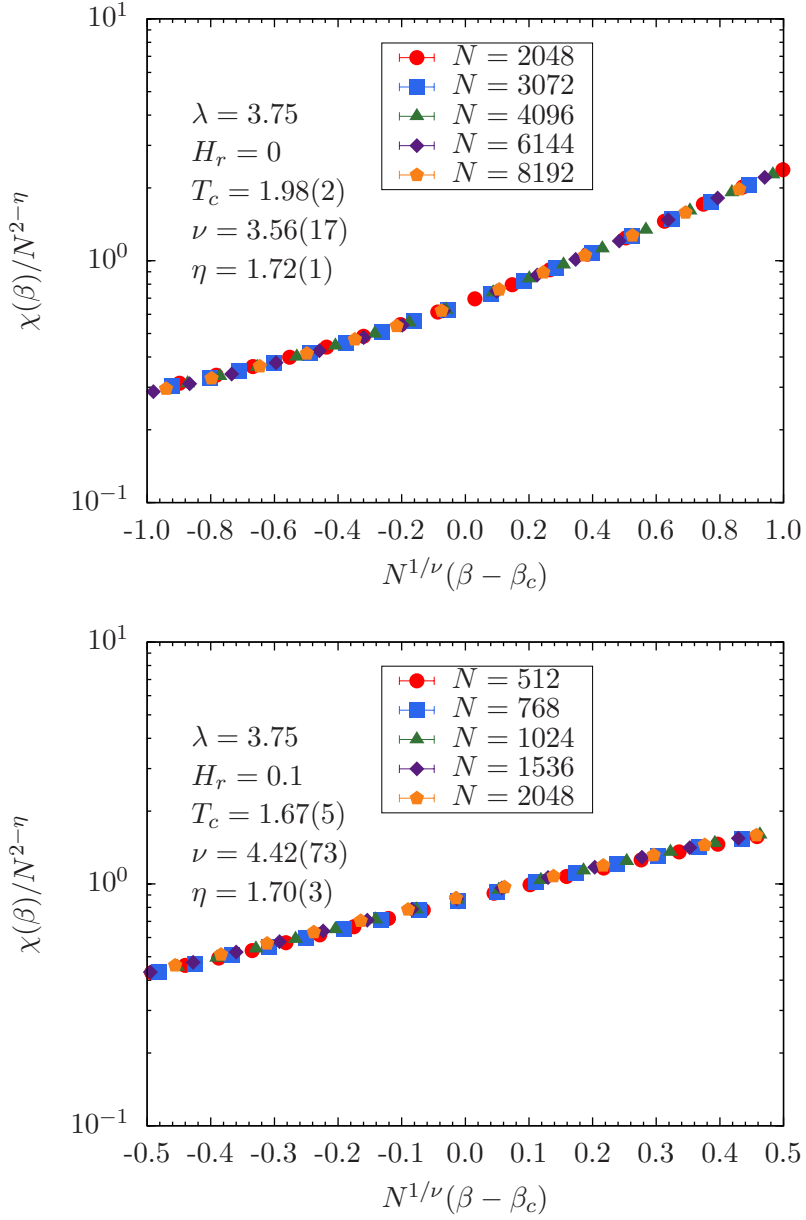 10^1
10^0
10^{-1}
χ(β)/N^{2−η}
N = 2048
N = 3072
N = 4096
N = 6144
N = 8192
λ = 3.75
H_r = 0
T_c = 1.98(2)
ν = 3.56(17)
η = 1.72(1)
-1.0 -0.8 -0.6 -0.4 -0.2 0.0 0.2 0.4 0.6 0.8 1.0
N^{1/ν}(β − β_c)
10^1
10^0
10^{-1}
χ(β)/N^{2−η}
N = 512
N = 768
N = 1024
N = 1536
N = 2048
λ = 3.75
H_r = 0.1
T_c = 1.67(5)
ν = 4.42(73)
η = 1.70(3)
-0.5 -0.4 -0.3 -0.2 -0.1 0.0 0.1 0.2 0.3 0.4 0.5
N^{1/ν}(β − β_c)